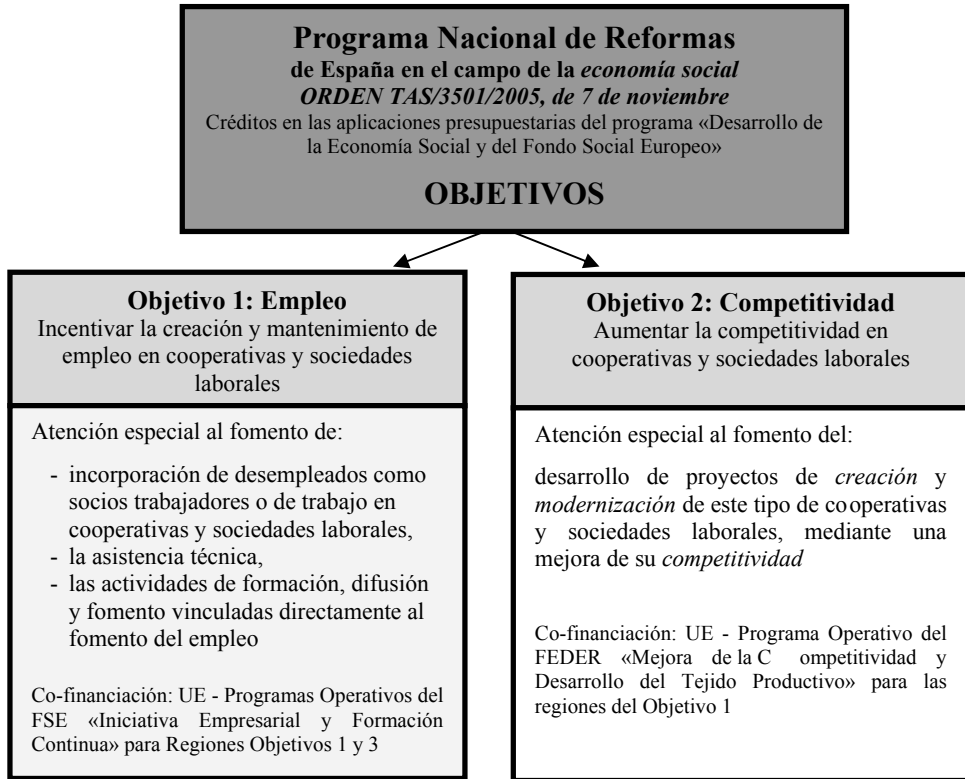 Programa Nacional de Reformas
de España en el campo de la economía social
ORDEN TAS/3501/2005, de 7 de noviembre
Créditos en las aplicaciones presupuestarias del programa «Desarrollo de
la Economía Social y del Fondo Social Europeo»
OBJETIVOS
Objetivo 1: Empleo
Incentivar la creación y mantenimiento de
empleo en cooperativas y sociedades
laborales
Atención especial al fomento de:
- incorporación de desempleados como
socios trabajadores o de trabajo en
cooperativas y sociedades laborales,
- la asistencia técnica,
- las actividades de formación, difusión
y fomento vinculadas directamente al
fomento del empleo
Co-financiación: UE - Programas Operativos del
FSE «Iniciativa Empresarial y Formación
Continua» para Regiones Objetivos 1 y 3
Objetivo 2: Competitividad
Aumentar la competitividad en
cooperativas y sociedades laborales
Atención especial al fomento del:
desarrollo de proyectos de creación y
modernización de este tipo de cooperativas
y sociedades laborales, mediante una
mejora de su competitividad
Co-financiación: UE - Programa Operativo del
FEDER «Mejora de la C ompetitividad y
Desarrollo del Tejido Productivo» para las
regiones del Objetivo 1